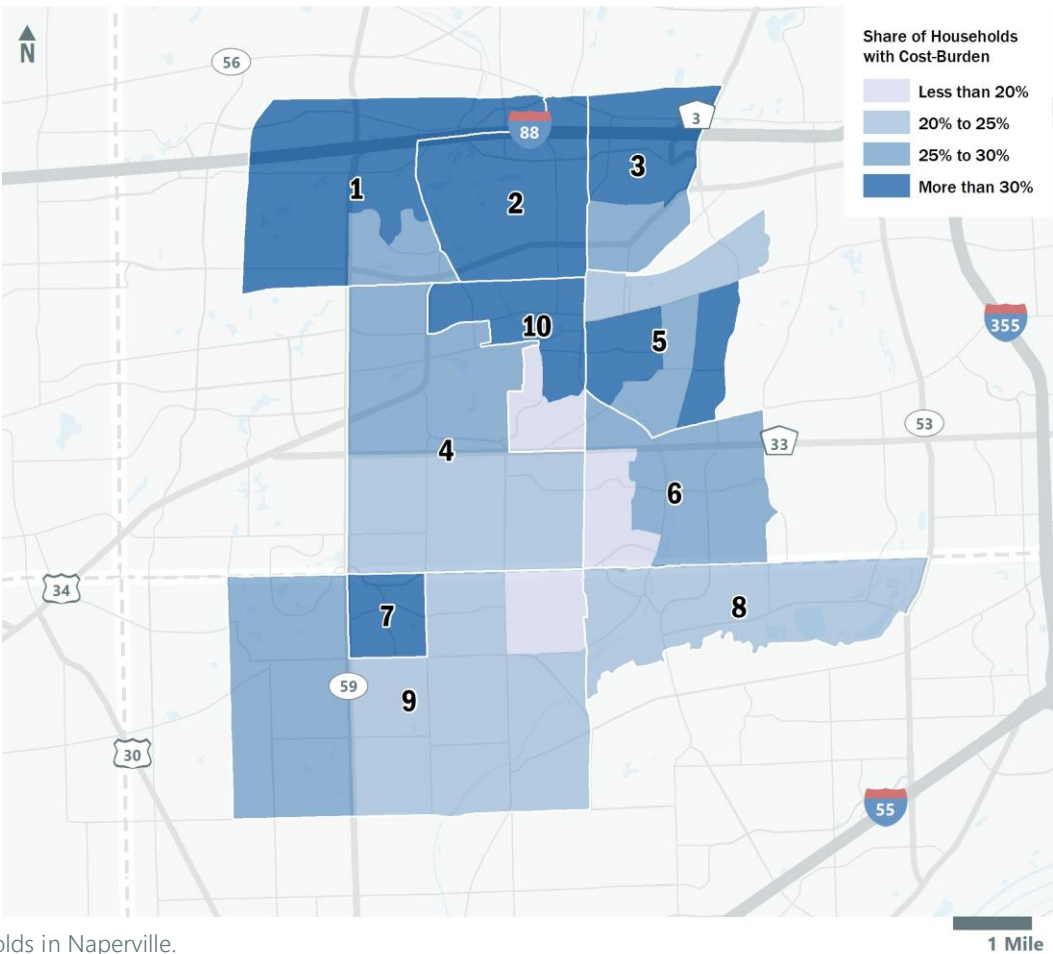 N
56
88
3
Share of Households
with Cost-Burden
Less than 20%
20% to 25%
25% to 30%
More than 30%
1
2
3
10
5
355
4
53
33
6
34
7
8
59
9
30
55
olds in Naperville.
1 Mile